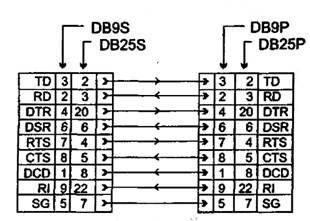 DB9S DB9P
DB25S DB25P
TD 3 2 3 2 TD
RD 2 3 2 3 RD
DTR 4 20 4 20 DTR
DSR 6 6 6 6 DSR
RTS 7 4 7 4 RTS
CTS 8 5 8 5 CTS
DCD 1 8 1 8 DCD
RI 9 22 9 22 RI
SG 5 7 5 7 SG